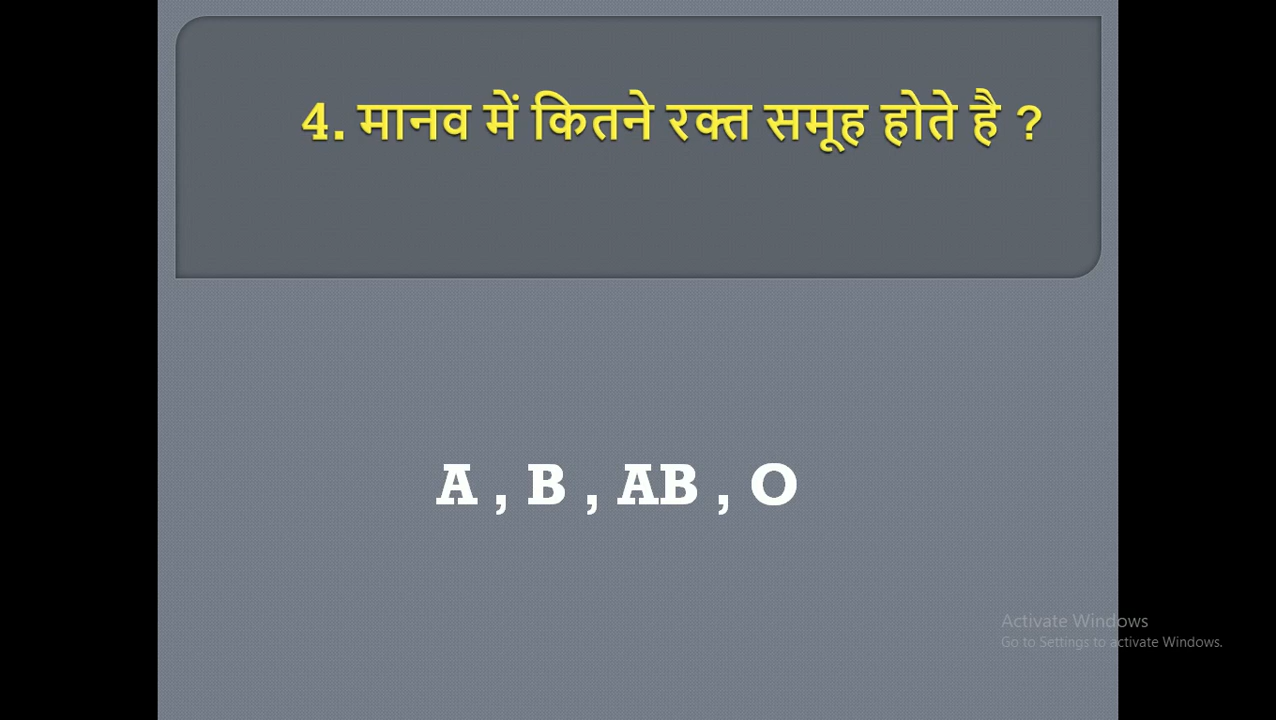 4. मानव में कितने रक्त समूह होते है ?
A , B , AB , O
Activate Windows
Go to Settings to activate Windows.